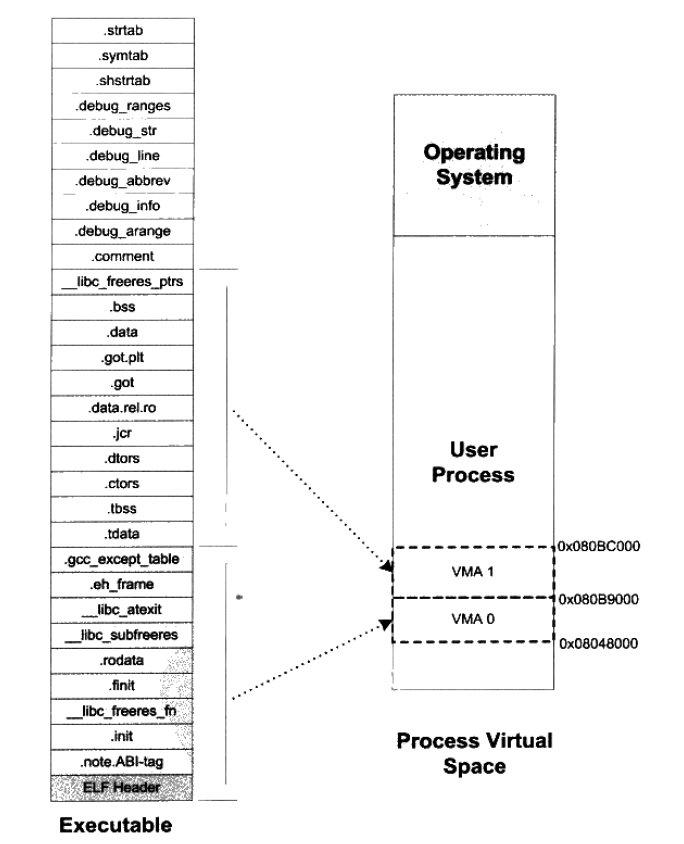 .strtab
.symtab
.shstrtab
.debug_ranges
.debug_str
.debug_line
.debug_abbrev
.debug_info
.debug_arange
.comment
__libc_freeres_ptrs
.bss
.data
.got.plt
.got
.data.rel.ro
.jcr
.dtors
.ctors
.tbss
.tdata
.gcc_except_table
.eh_frame
__libc_atexit
__libc_subfreeres
.rodata
.finit
__libc_freeres_fn
.init
.note.ABI-tag
ELF Header
Executable
Operating
System
User
Process
0x080BC000
VMA 1
0x080B9000
VMA 0
0x08048000
Process Virtual
Space